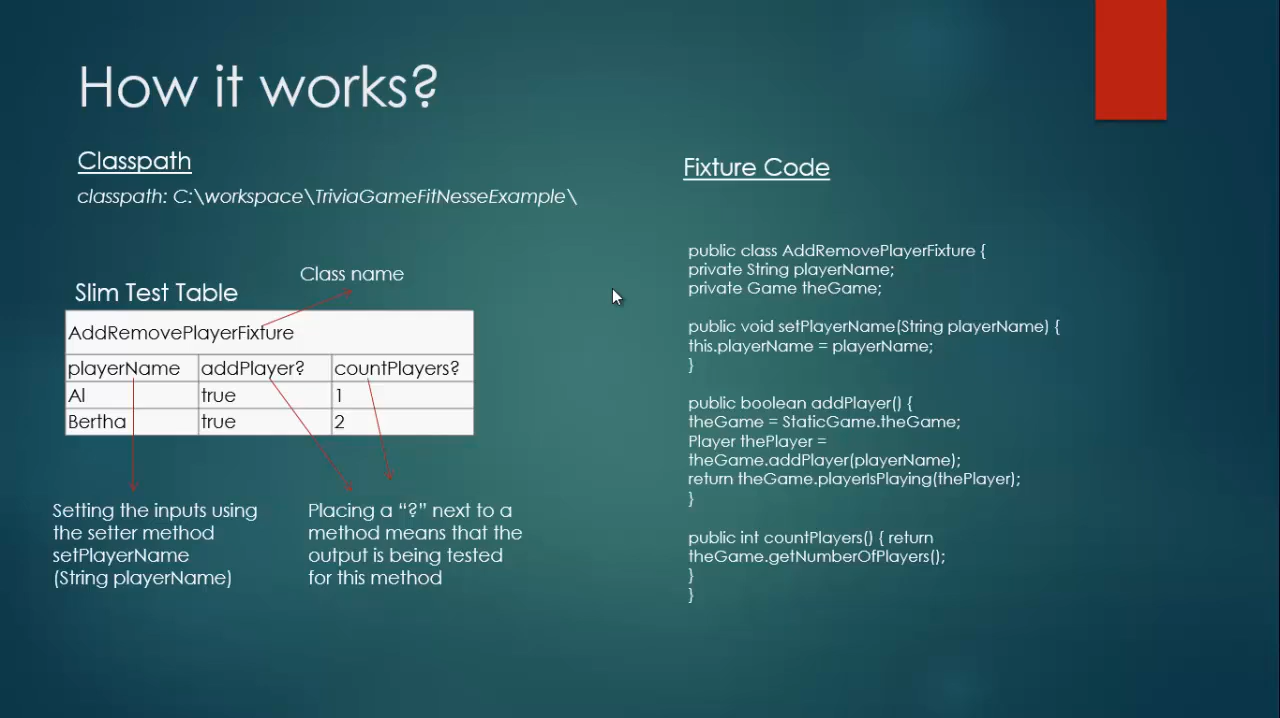 How it works?
Classpath
classpath: C:\workspace\TriviaGameFitNesseExample\
Class name
Slim Test Table
AddRemovePlayerFixture
playerName addPlayer? countPlayers?
Al true 1
Bertha true 2
Setting the inputs using
the setter method
setPlayerName
(String playerName)
Placing a “?” next to a
method means that the
output is being tested
for this method
Fixture Code
public class AddRemovePlayerFixture {
private String playerName;
private Game theGame;
public void setPlayerName(String playerName) {
this.playerName = playerName;
}
public boolean addPlayer() {
theGame = StaticGame.theGame;
Player thePlayer =
theGame.addPlayer(playerName);
return theGame.playerIsPlaying(thePlayer);
}
public int countPlayers() { return
theGame.getNumberOfPlayers();
}
}